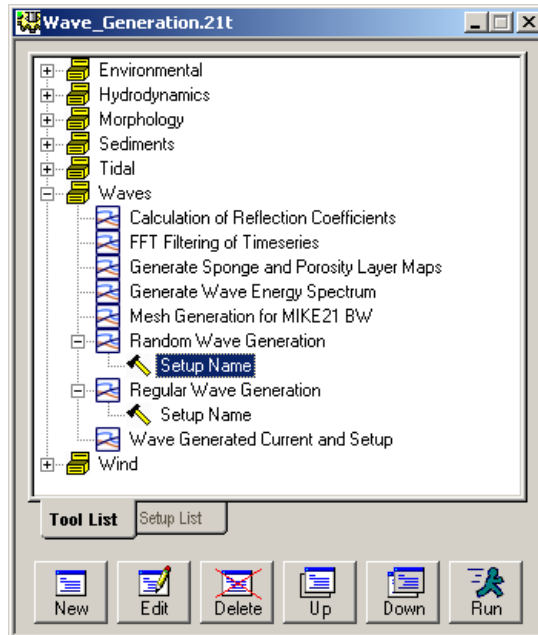 Wave_Generation.21t
Environmental
Hydrodynamics
Morphology
Sediments
Tidal
Waves
Calculation of Reflection Coefficients
FFT Filtering of Timeseries
Generate Sponge and Porosity Layer Maps
Generate Wave Energy Spectrum
Mesh Generation for MIKE21 BW
Random Wave Generation
Setup Name
Regular Wave Generation
Setup Name
Wave Generated Current and Setup
Wind
Tool List Setup List
New Edit Delete Up Down Run